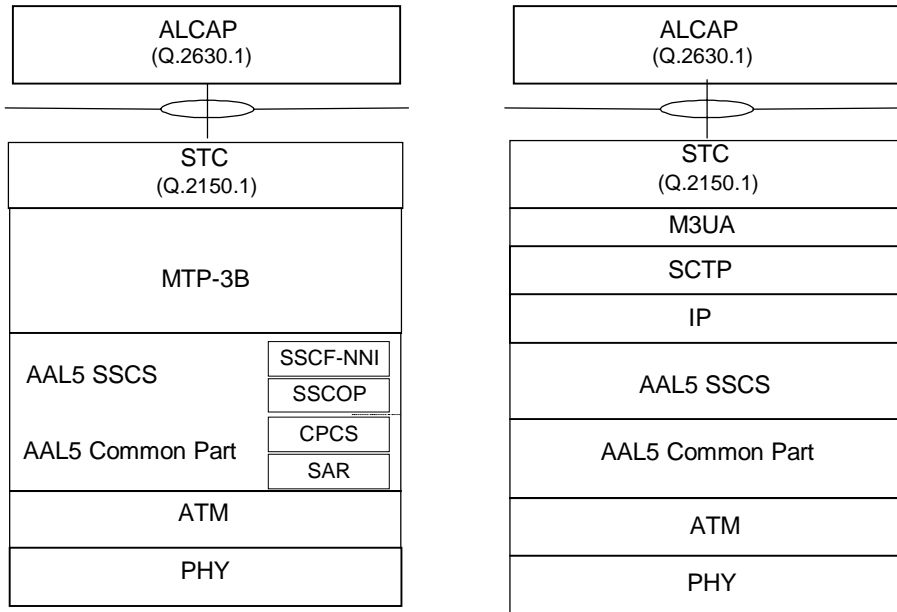 ALCAP
(Q.2630.1)
STC
(Q.2150.1)
MTP-3B
AAL5 SSCS
SSCF-NNI
SSCOP
AAL5 Common Part
CPCS
SAR
ATM
PHY
ALCAP
(Q.2630.1)
STC
(Q.2150.1)
M3UA
SCTP
IP
AAL5 SSCS
AAL5 Common Part
ATM
PHY